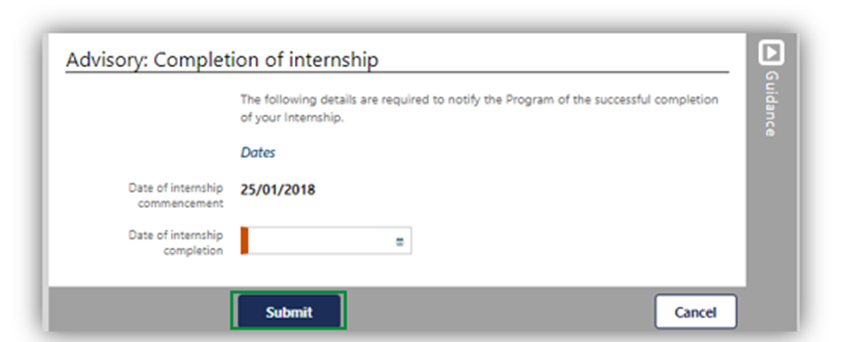 Advisory: Completion of internship
The following details are required to notify the Program of the successful completion
of your Internship.
Dates
Date of internship
commencement
25/01/2018
Date of internship
completion
Submit
Cancel
Guidance